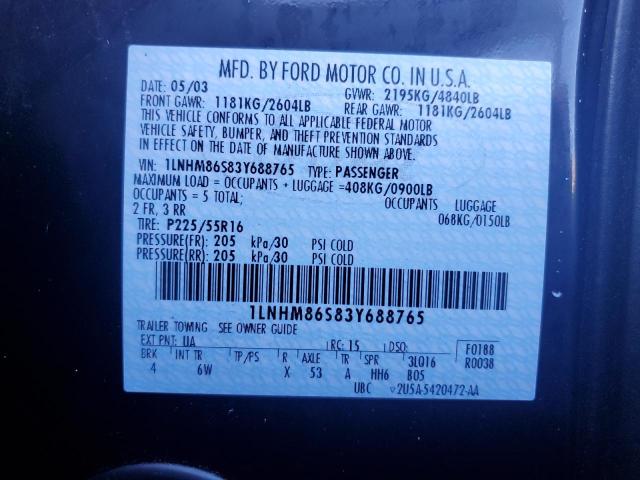 MFD. BY FORD MOTOR CO. IN U.S.A.
DATE: 05/03 GVWR: 2195KG/4840LB
FRONT GAWR: 1181KG/2604LB REAR GAWR: 1181KG/2604LB
THIS VEHICLE CONFORMS TO ALL APPLICABLE FEDERAL MOTOR
VEHICLE SAFETY, BUMPER, AND THEFT PREVENTION STANDARDS
IN EFFECT ON THE DATE OF MANUFACTURE SHOWN ABOVE.
VIN: 1LNHM86S83Y688765 TYPE: PASSENGER
MAXIMUM LOAD = OCCUPANTS + LUGGAGE =408KG/0900LB
OCCUPANTS = 5 TOTAL; OCCUPANTS LUGGAGE
2 FR, 3 RR 068KG/0150LB
TIRE: P225/55R16
PRESSURE(FR): 205 kPa/30 PSI COLD
PRESSURE(RR): 205 kPa/30 PSI COLD
1LNHM86S83Y688765
TRAILER TOWING: SEE OWNER GUIDE
EXT PNT: UA RC: 15 DSO: F0188
BRK INT TR TP/PS R AXLE TR SPR 3L016 R0038
4 6W X 53 A HH6 B05
UBC 2U5A-5420472-AA